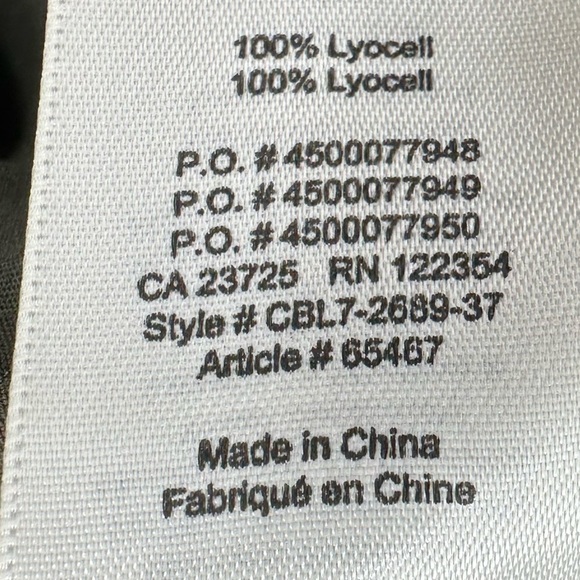 100% Lyocell
100% Lyocell
P.O. # 4500077948
P.O. # 4500077949
P.O. # 4500077950
CA 23725 RN 122354
Style # CBL7-2689-37
Article # 65467
Made in China
Fabriqué en Chine